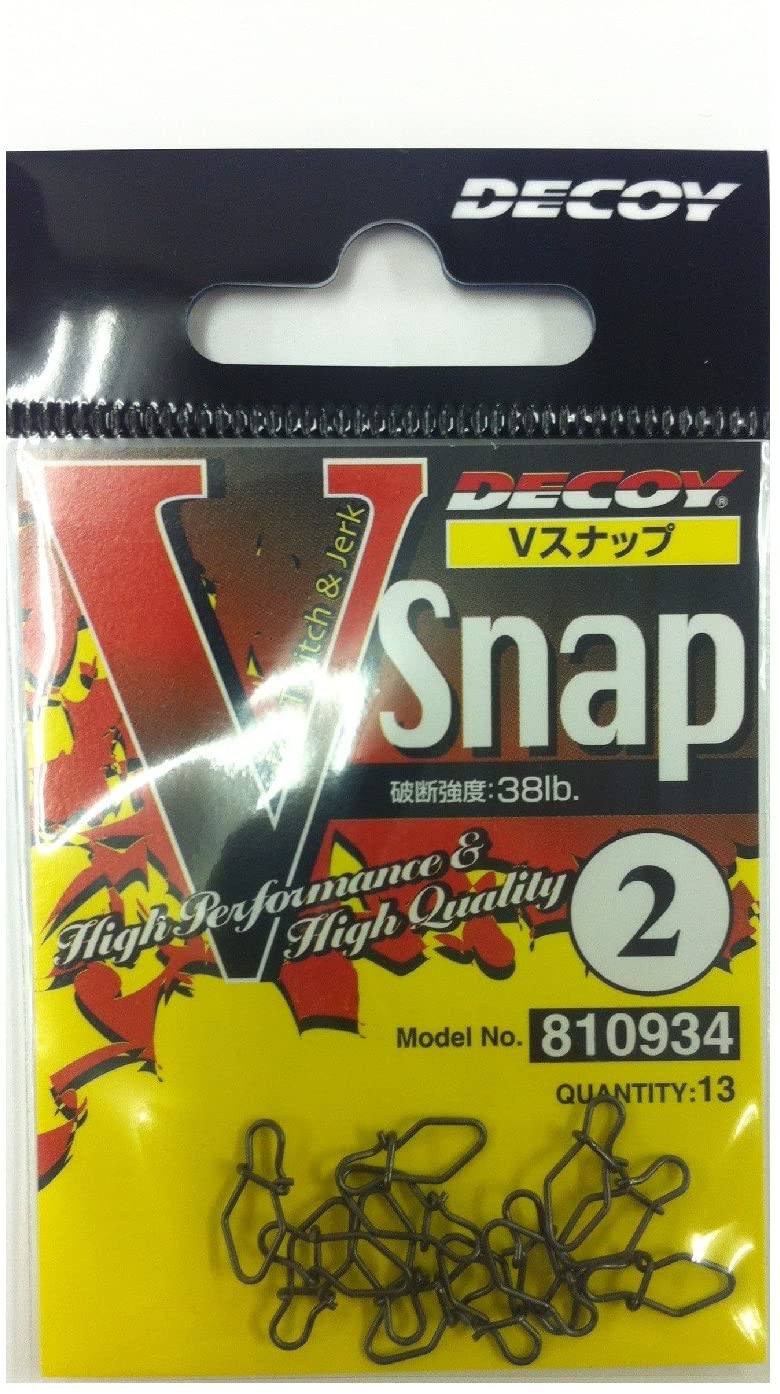 DECOY
DECOY®
Vスナップ
V Snap
& Jerk
破断強度:38lb.
High Performance &
High Quality
2
Model No. 810934
QUANTITY:13